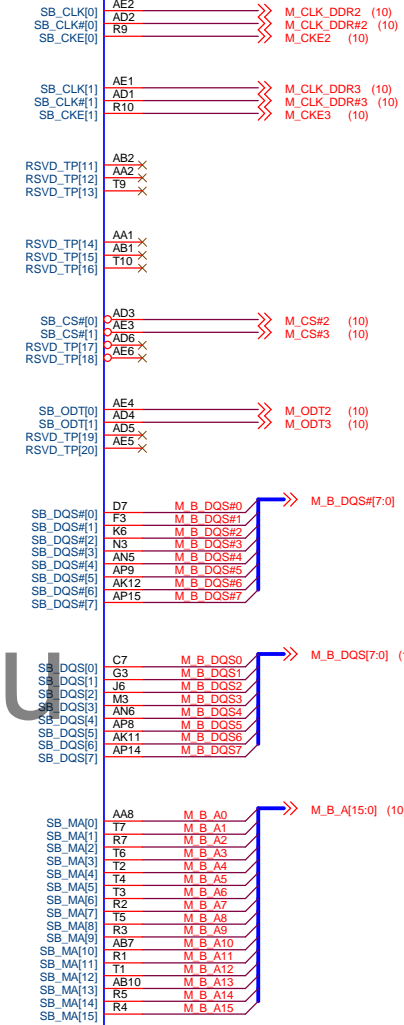 SB_CLK[0] AE2 M_CLK_DDR2 (10)
SB_CLK#[0] AD2 M_CLK_DDR#2 (10)
SB_CKE[0] R9 M_CKE2 (10)
SB_CLK[1] AE1 M_CLK_DDR3 (10)
SB_CLK#[1] AD1 M_CLK_DDR#3 (10)
SB_CKE[1] R10 M_CKE3 (10)
RSVD_TP[11] AB2
RSVD_TP[12] AA2
RSVD_TP[13] T9
RSVD_TP[14] AA1
RSVD_TP[15] AB1
RSVD_TP[16] T10
SB_CS#[0] AD3 M_CS#2 (10)
SB_CS#[1] AE3 M_CS#3 (10)
RSVD_TP[17] AD6
RSVD_TP[18] AE6
SB_ODT[0] AE4 M_ODT2 (10)
SB_ODT[1] AD4 M_ODT3 (10)
RSVD_TP[19] AD5
RSVD_TP[20] AE5
M_B_DQS#[7:0]
SB_DQS#[0] D7 M_B_DQS#0
SB_DQS#[1] F3 M_B_DQS#1
SB_DQS#[2] K6 M_B_DQS#2
SB_DQS#[3] N3 M_B_DQS#3
SB_DQS#[4] AN5 M_B_DQS#4
SB_DQS#[5] AP9 M_B_DQS#5
SB_DQS#[6] AK12 M_B_DQS#6
SB_DQS#[7] AP15 M_B_DQS#7
M_B_DQS[7:0] (
SB_DQS[0] C7 M_B_DQS0
SB_DQS[1] G3 M_B_DQS1
SB_DQS[2] J6 M_B_DQS2
SB_DQS[3] M3 M_B_DQS3
SB_DQS[4] AN6 M_B_DQS4
SB_DQS[5] AP8 M_B_DQS5
SB_DQS[6] AK11 M_B_DQS6
SB_DQS[7] AP14 M_B_DQS7
u
M_B_A[15:0] (10
SB_MA[0] AA8 M_B_A0
SB_MA[1] T7 M_B_A1
SB_MA[2] R7 M_B_A2
SB_MA[3] T6 M_B_A3
SB_MA[4] T2 M_B_A4
SB_MA[5] T4 M_B_A5
SB_MA[6] T3 M_B_A6
SB_MA[7] R2 M_B_A7
SB_MA[8] T5 M_B_A8
SB_MA[9] R3 M_B_A9
SB_MA[10] AB7 M_B_A10
SB_MA[11] R1 M_B_A11
SB_MA[12] T1 M_B_A12
SB_MA[13] AB10 M_B_A13
SB_MA[14] R5 M_B_A14
SB_MA[15] R4 M_B_A15